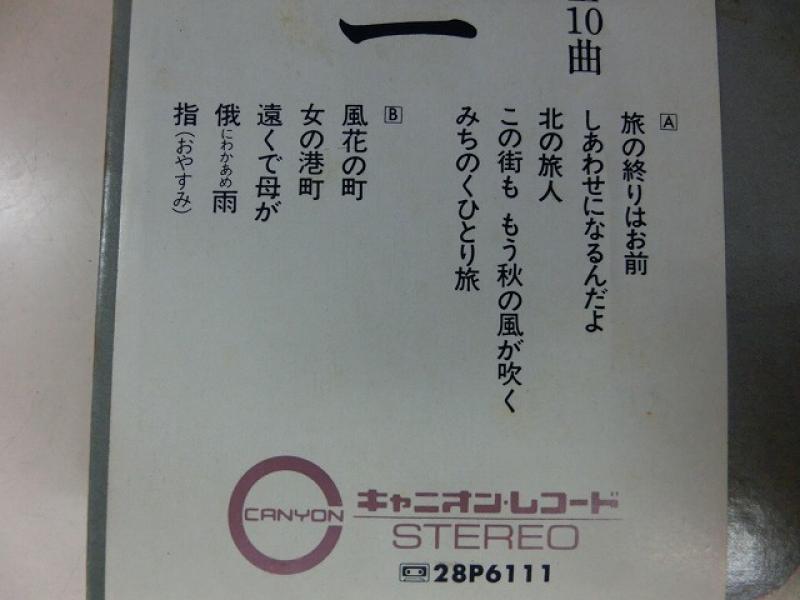 10曲
一
A
旅の終りはお前
しあわせになるんだよ
北の旅人
この街も もう秋の風が吹く
みちのくひとり旅
B
風花の町
女の港町
遠くで母が
俄にわかあめ雨
指(おやすみ)
CANYON
キャニオン・レコード
STEREO
28P6111